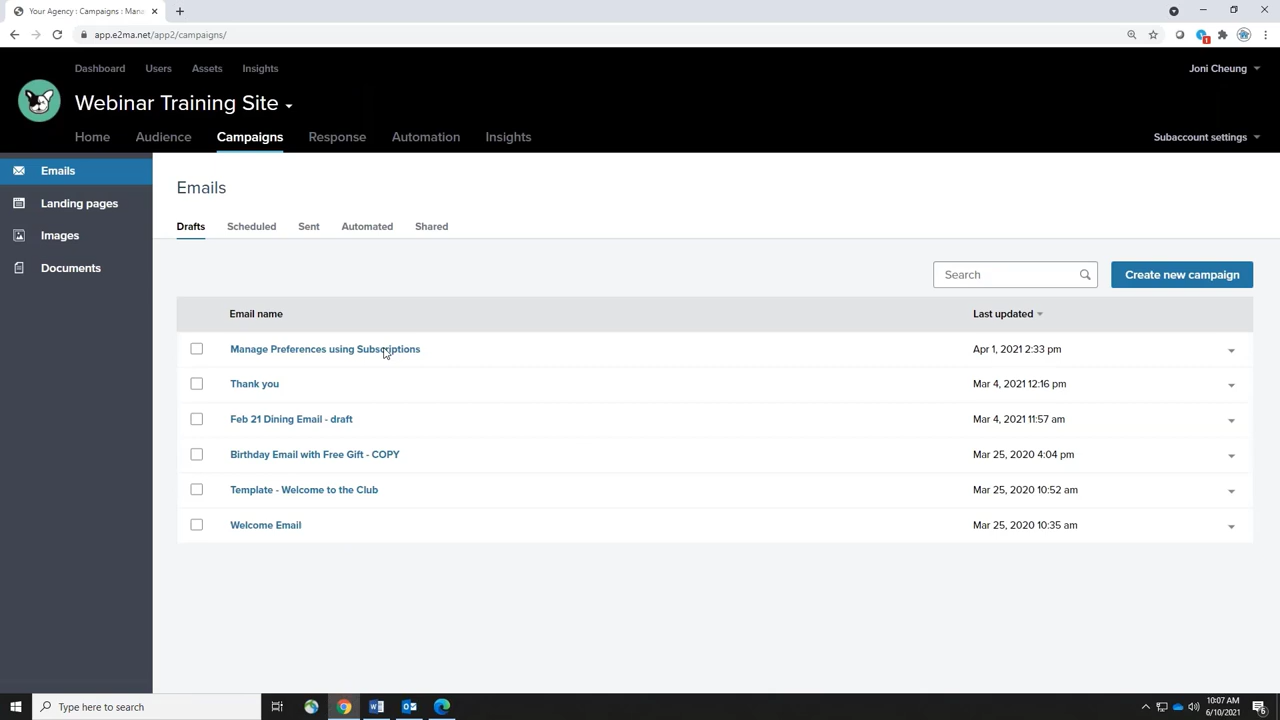 Your Agency : Campaigns : Mana
app.e2ma.net/app2/campaigns/
1
Dashboard Users Assets Insights
Joni Cheung
Webinar Training Site
Home Audience Campaigns Response Automation Insights
Subaccount settings
Emails
Landing pages
Images
Documents
Emails
Drafts Scheduled Sent Automated Shared
Search
Create new campaign
Email name Last updated
Manage Preferences using Subscriptions Apr 1, 2021 2:33 pm
Thank you Mar 4, 2021 12:16 pm
Feb 21 Dining Email - draft Mar 4, 2021 11:57 am
Birthday Email with Free Gift - COPY Mar 25, 2020 4:04 pm
Template - Welcome to the Club Mar 25, 2020 10:52 am
Welcome Email Mar 25, 2020 10:35 am
Type here to search
10:07 AM
6/10/2021
6